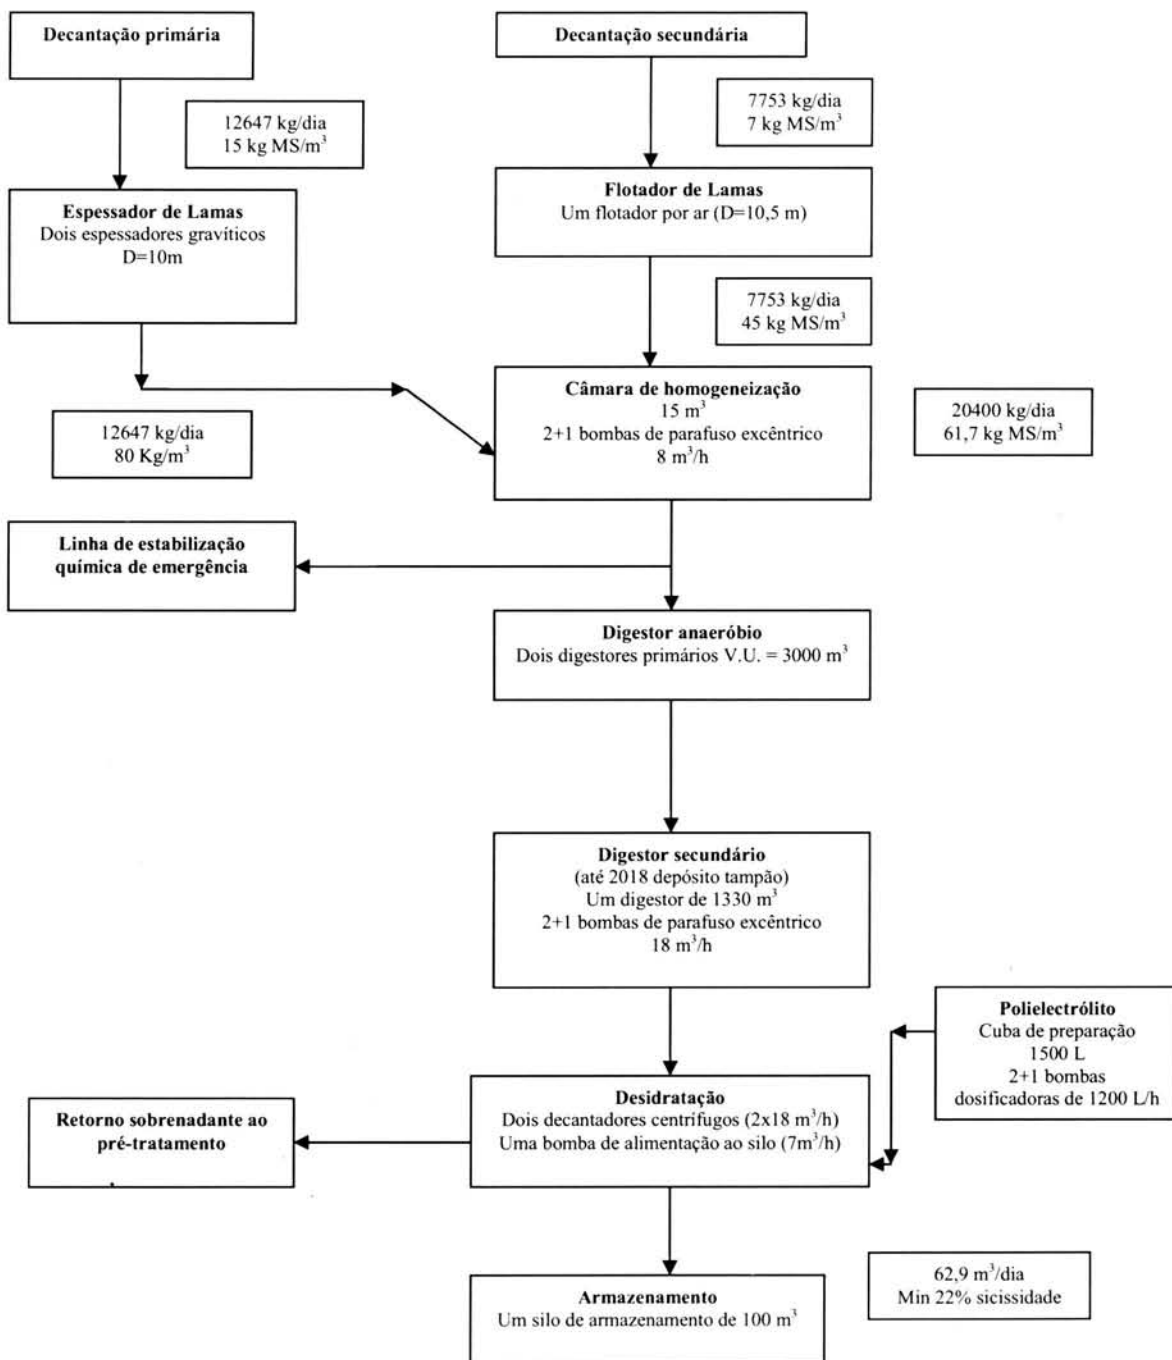 Decantação primária
Decantação secundária
12647 kg/dia
15 kg MS/m³
7753 kg/dia
7 kg MS/m³
Espessador de Lamas
Dois espessadores gravíticos
D=10m
Flotador de Lamas
Um flotador por ar (D=10,5 m)
7753 kg/dia
45 kg MS/m³
12647 kg/dia
80 Kg/m³
Câmara de homogeneização
15 m³
2+1 bombas de parafuso excêntrico
8 m³/h
20400 kg/dia
61,7 kg MS/m³
Linha de estabilização
química de emergência
Digestor anaeróbio
Dois digestores primários V.U. = 3000 m³
Digestor secundário
(até 2018 depósito tampão)
Um digestor de 1330 m³
2+1 bombas de parafuso excêntrico
18 m³/h
Polielectrólito
Cuba de preparação
1500 L
2+1 bombas
dosificadoras de 1200 L/h
Desidratação
Dois decantadores centrífugos (2x18 m³/h)
Uma bomba de alimentação ao silo (7m³/h)
Retorno sobrenadante ao
pré-tratamento
62,9 m³/dia
Min 22% sicissidade
Armazenamento
Um silo de armazenamento de 100 m³